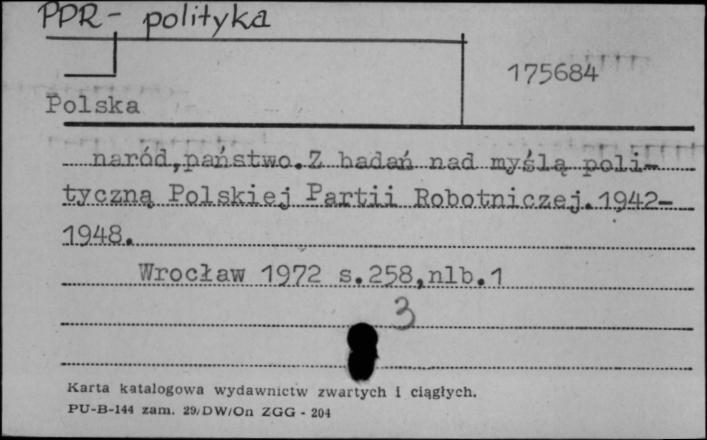 PPR - polityka
175684
Polska
naród,państwo.Z badań nad myślą poli-
tyczną Polskiej Partii Robotniczej.1942-
1948.
Wrocław 1972 s.258,nlb.1
3
Karta katalogowa wydawnictw zwartych i ciągłych.
PU-B-144 zam. 29/DW/On ZGG - 204